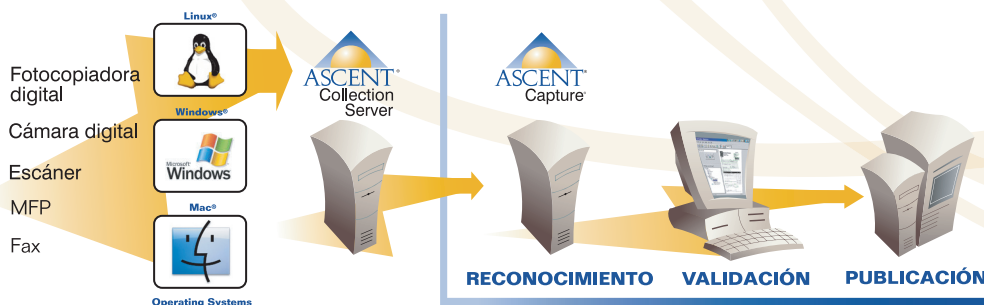 Fotocopiadora
digital
Cámara digital
Escáner
MFP
Fax
Linux®
Windows®
Microsoft
Windows
Mac®
Operating Systems
ASCENT®
Collection
Server
ASCENT®
Capture®
RECONOCIMIENTO
VALIDACIÓN
PUBLICACIÓN